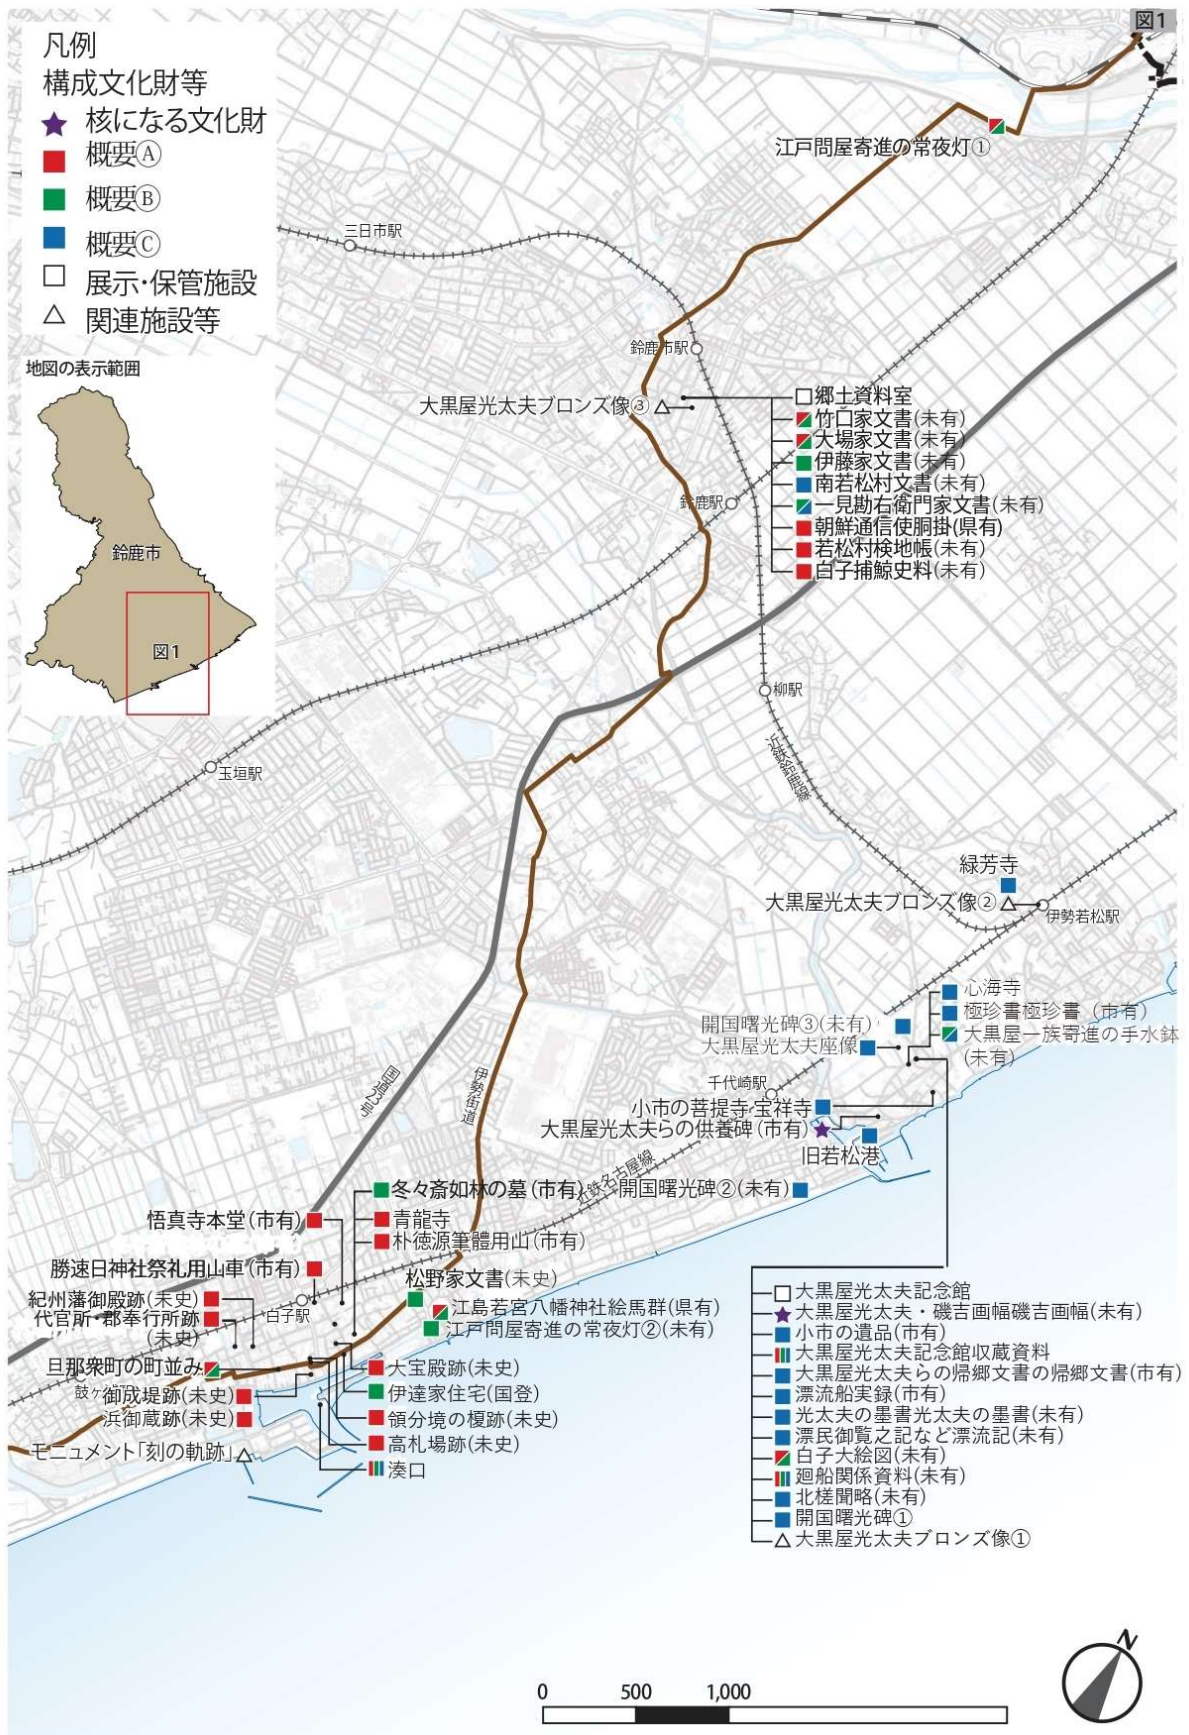 図1
凡例
構成文化財等
核になる文化財
概要Ⓐ
概要Ⓑ
概要Ⓒ
展示・保管施設
関連施設等
地図の表示範囲
鈴鹿市
図1
江戸問屋寄進の常夜灯①
三日市駅
鈴鹿市駅
大黒屋光太夫ブロンズ像③
郷土資料室
竹口家文書(未有)
大場家文書(未有)
伊藤家文書(未有)
南若松村文書(未有)
一見勘右衛門家文書(未有)
朝鮮通信使胴掛(県有)
若松村検地帳(未有)
白子捕鯨史料(未有)
鈴鹿駅
柳駅
近鉄鈴鹿線
玉垣駅
緑芳寺
大黒屋光太夫ブロンズ像②
伊勢若松駅
心海寺
極珍書極珍書(市有)
大黒屋一族寄進の手水鉢
(未有)
開国曙光碑③(未有)
大黒屋光太夫座像
千代崎駅
小市の菩提寺・宝祥寺
大黒屋光太夫らの供養碑(市有)
旧若松港
国道23号
伊勢街道
近鉄名古屋線
冬々斎如林の墓(市有)
開国曙光碑②(未有)
悟真寺本堂(市有)
青龍寺
朴徳源筆體用山(市有)
勝速日神社祭礼用山車(市有)
松野家文書(未史)
紀州藩御殿跡(未史)
代官所・郡奉行所跡
(未史)
白子駅
江島若宮八幡神社絵馬群(県有)
江戸問屋寄進の常夜灯②(未有)
旦那衆町の町並み
鼓ヶ
御成堤跡(未史)
浜御蔵跡(未史)
モニュメント「刻の軌跡」
大宝殿跡(未史)
伊達家住宅(国登)
領分境の榎跡(未史)
高札場跡(未史)
湊口
大黒屋光太夫記念館
大黒屋光太夫・磯吉画幅磯吉画幅(未有)
小市の遺品(市有)
大黒屋光太夫記念館収蔵資料
大黒屋光太夫らの帰郷文書の帰郷文書(市有)
漂流船実録(市有)
光太夫の墨書光太夫の墨書(未有)
漂民御覧之記など漂流記(未有)
白子大絵図(未有)
廻船関係資料(未有)
北槎聞略(未有)
開国曙光碑①
大黒屋光太夫ブロンズ像①
N
0 500 1,000